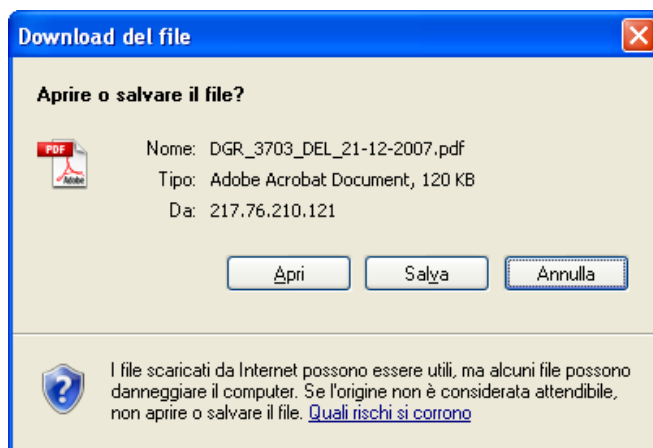 Download del file
Aprire o salvare il file?
PDF
Adobe
Nome: DGR_3703_DEL_21-12-2007.pdf
Tipo: Adobe Acrobat Document, 120 KB
Da: 217.76.210.121
Apri Salva Annulla
I file scaricati da Internet possono essere utili, ma alcuni file possono
danneggiare il computer. Se l'origine non è considerata attendibile,
non aprire o salvare il file. Quali rischi si corrono